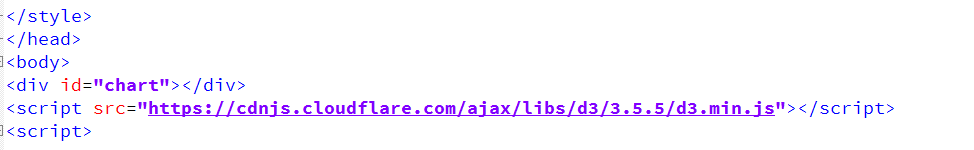 </style>
</head>
<body>
<div id="chart"></div>
<script src="https://cdnjs.cloudflare.com/ajax/libs/d3/3.5.5/d3.min.js"></script>
<script>